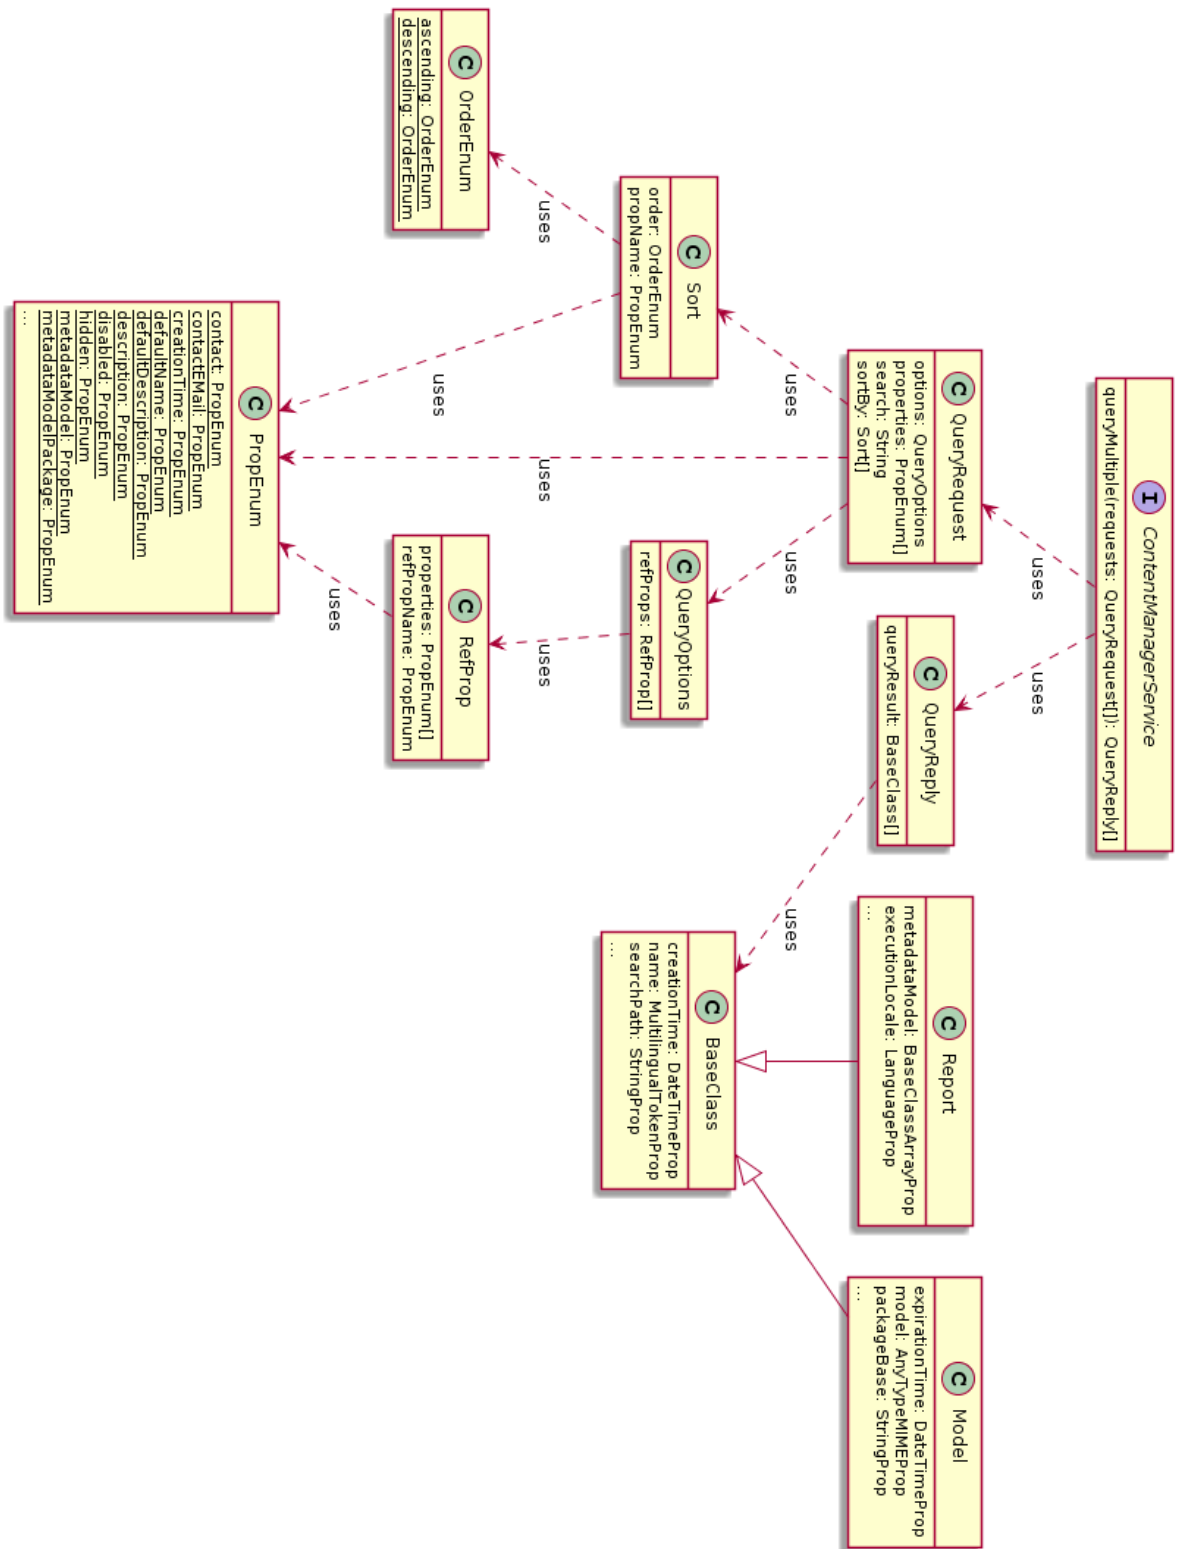 I ContentManagerService
queryMultiple(requests: QueryRequest[]): QueryReply[]
uses
uses
C QueryRequest
options: QueryOptions
properties: PropEnum[]
search: String
sortBy: Sort[]
C QueryReply
queryResult: BaseClass[]
C Report
metadataModel: BaseClassArrayProp
executionLocale: LanguageProp
...
C Model
expirationTime: DateTimeProp
model: AnyTypeMIMEProp
packageBase: StringProp
...
uses
uses
uses
C Sort
order: OrderEnum
propName: PropEnum
C QueryOptions
refProps: RefProp[]
C BaseClass
creationTime: DateTimeProp
name: MultilingualTokenProp
searchPath: StringProp
...
uses
uses
uses
uses
C OrderEnum
ascending: OrderEnum
descending: OrderEnum
C RefProp
properties: PropEnum[]
refPropName: PropEnum
uses
C PropEnum
contact: PropEnum
contactEMail: PropEnum
creationTime: PropEnum
defaultName: PropEnum
defaultDescription: PropEnum
description: PropEnum
disabled: PropEnum
hidden: PropEnum
metadataModel: PropEnum
metadataModelPackage: PropEnum
...